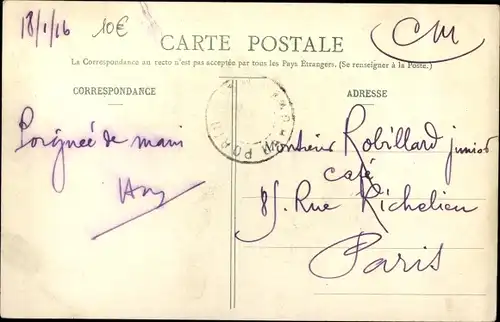 18/1/16 10€
CM
CARTE POSTALE
La Correspondance au recto n'est pas acceptée par tous les Pays Etrangers. (Se renseigner à la Poste.)
CORRESPONDANCE
ADRESSE
Poignée de main
Monsieur Robillard junior
café
85. Rue Richelieu
Paris